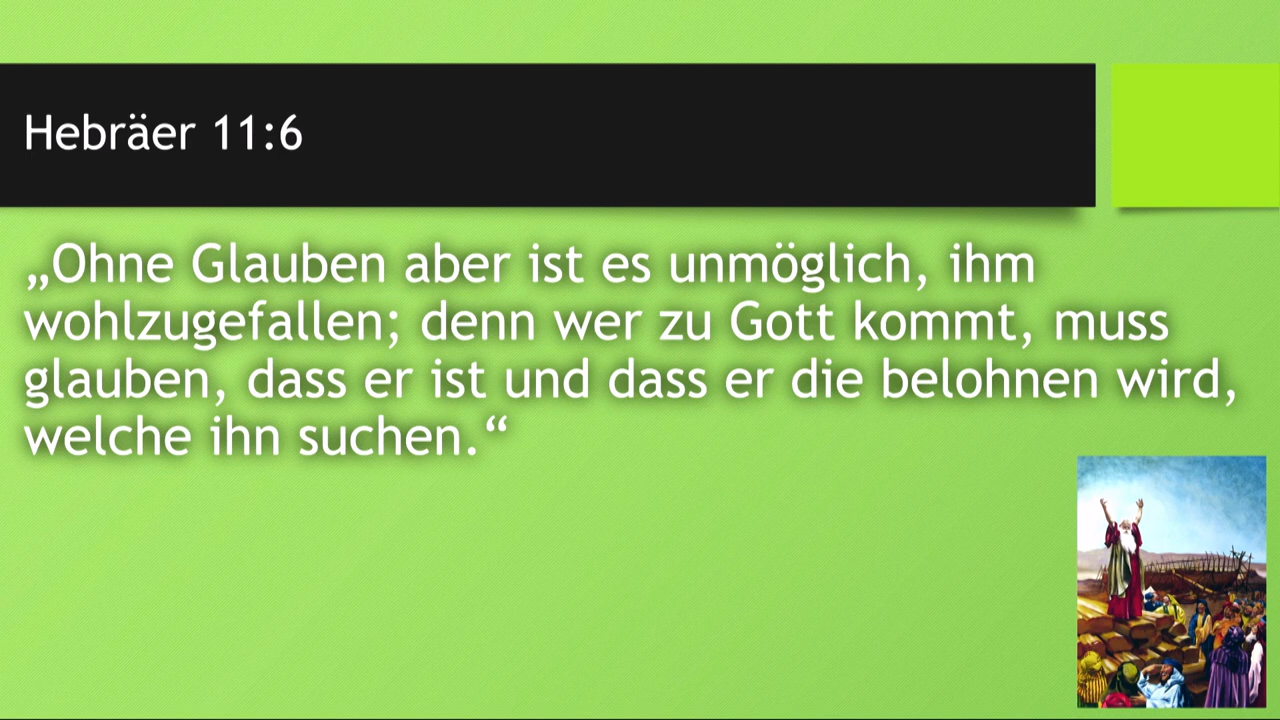 Hebräer 11:6
„Ohne Glauben aber ist es unmöglich, ihm
wohlzugefallen; denn wer zu Gott kommt, muss
glauben, dass er ist und dass er die belohnen wird,
welche ihn suchen.“